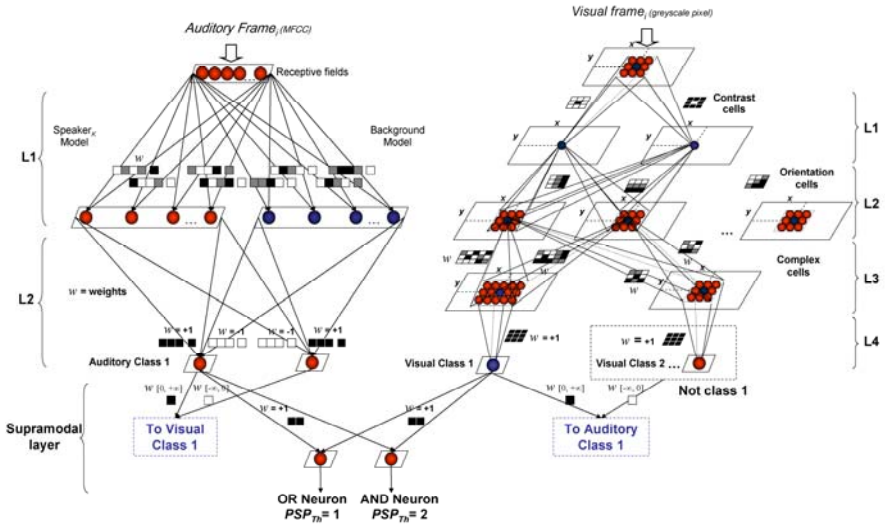 Auditory Frame_i (MFCC)
Visual frame_i (greyscale pixel)
Receptive fields
x
y
Contrast
cells
L1
L1
Speaker_K
Model
Background
Model
x
y
x
y
w
Orientation
cells
L2
x
y
x
y
...
x
y
...
...
L2
w
w
w
w
Complex
cells
L3
x
y
x
y
w = weights
w = +1
w = -1
w = -1
w = +1
w = +1
w = +1
L4
Auditory Class 1
Visual Class 1
Visual Class 2 ...
Not class 1
w [0, +∞]
w [-∞, 0]
w [0, +∞]
w [-∞, 0]
w = +1
w = +1
Supramodal
layer
To Visual
Class 1
To Auditory
Class 1
OR Neuron
PSP_Th = 1
AND Neuron
PSP_Th = 2